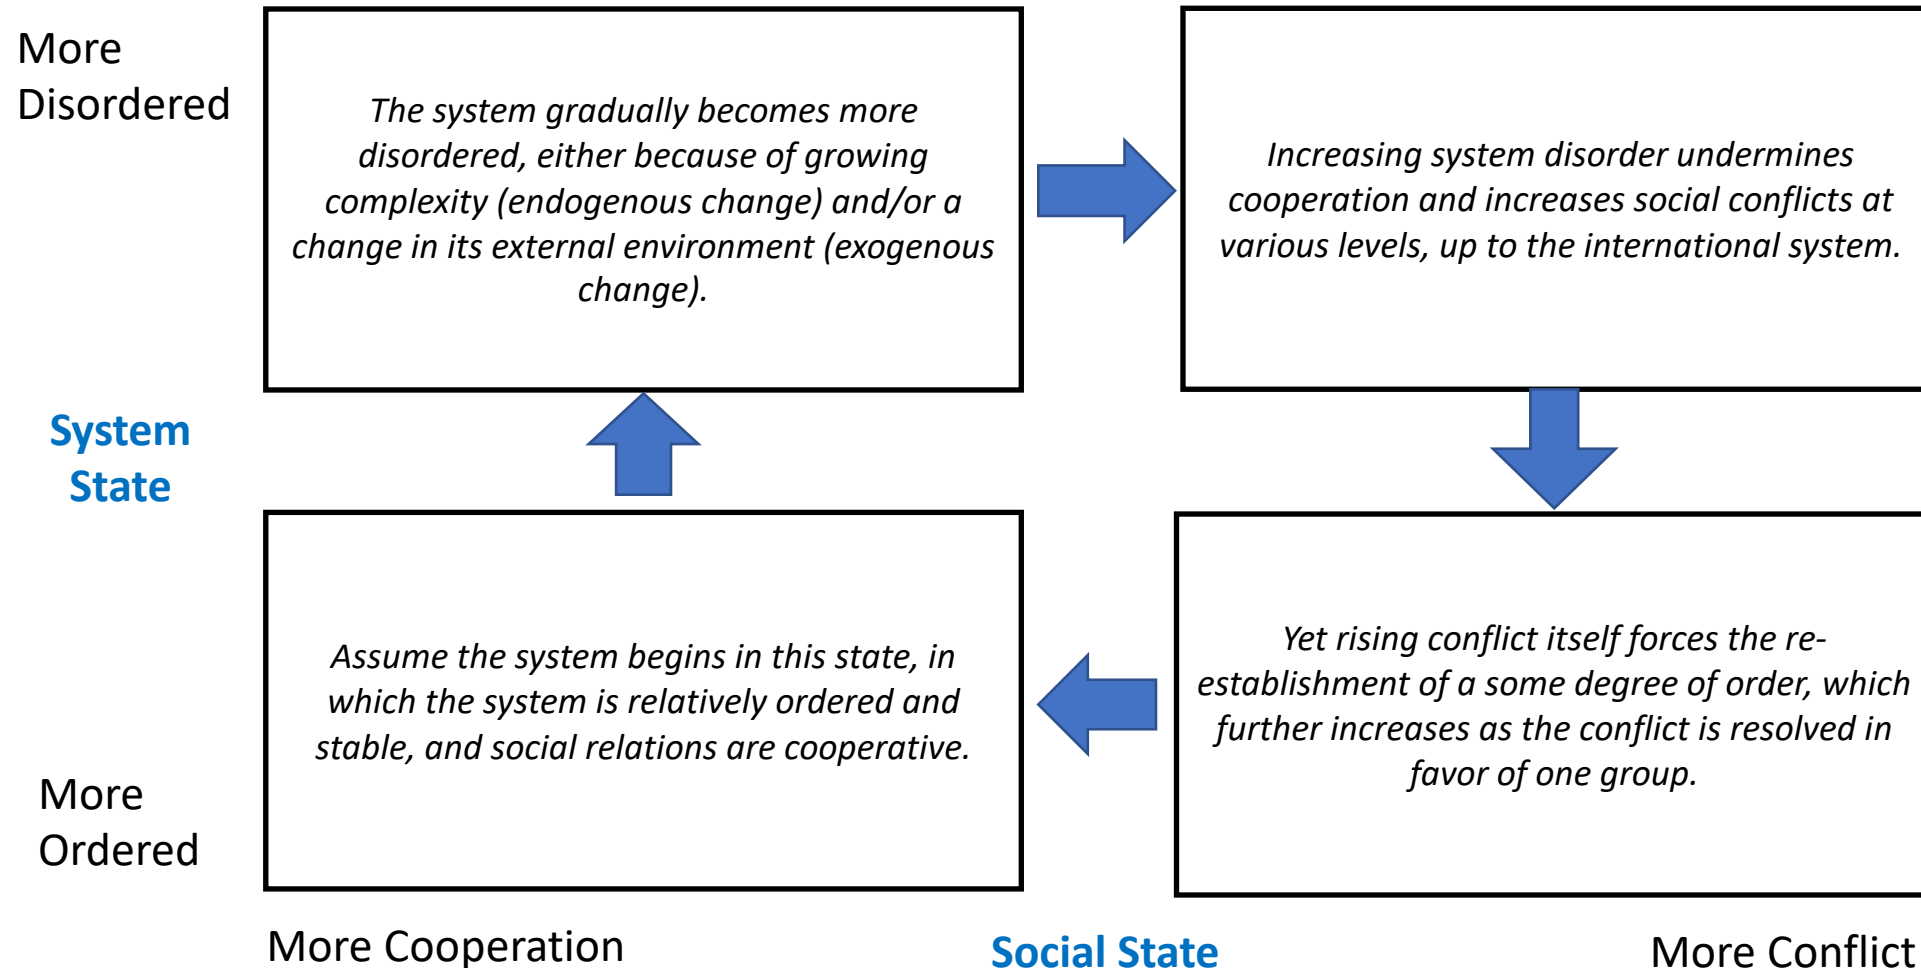 More
Disordered
The system gradually becomes more
disordered, either because of growing
complexity (endogenous change) and/or a
change in its external environment (exogenous
change).
Increasing system disorder undermines
cooperation and increases social conflicts at
various levels, up to the international system.
System
State
Assume the system begins in this state, in
which the system is relatively ordered and
stable, and social relations are cooperative.
Yet rising conflict itself forces the re-
establishment of a some degree of order, which
further increases as the conflict is resolved in
favor of one group.
More
Ordered
More Cooperation
Social State
More Conflict